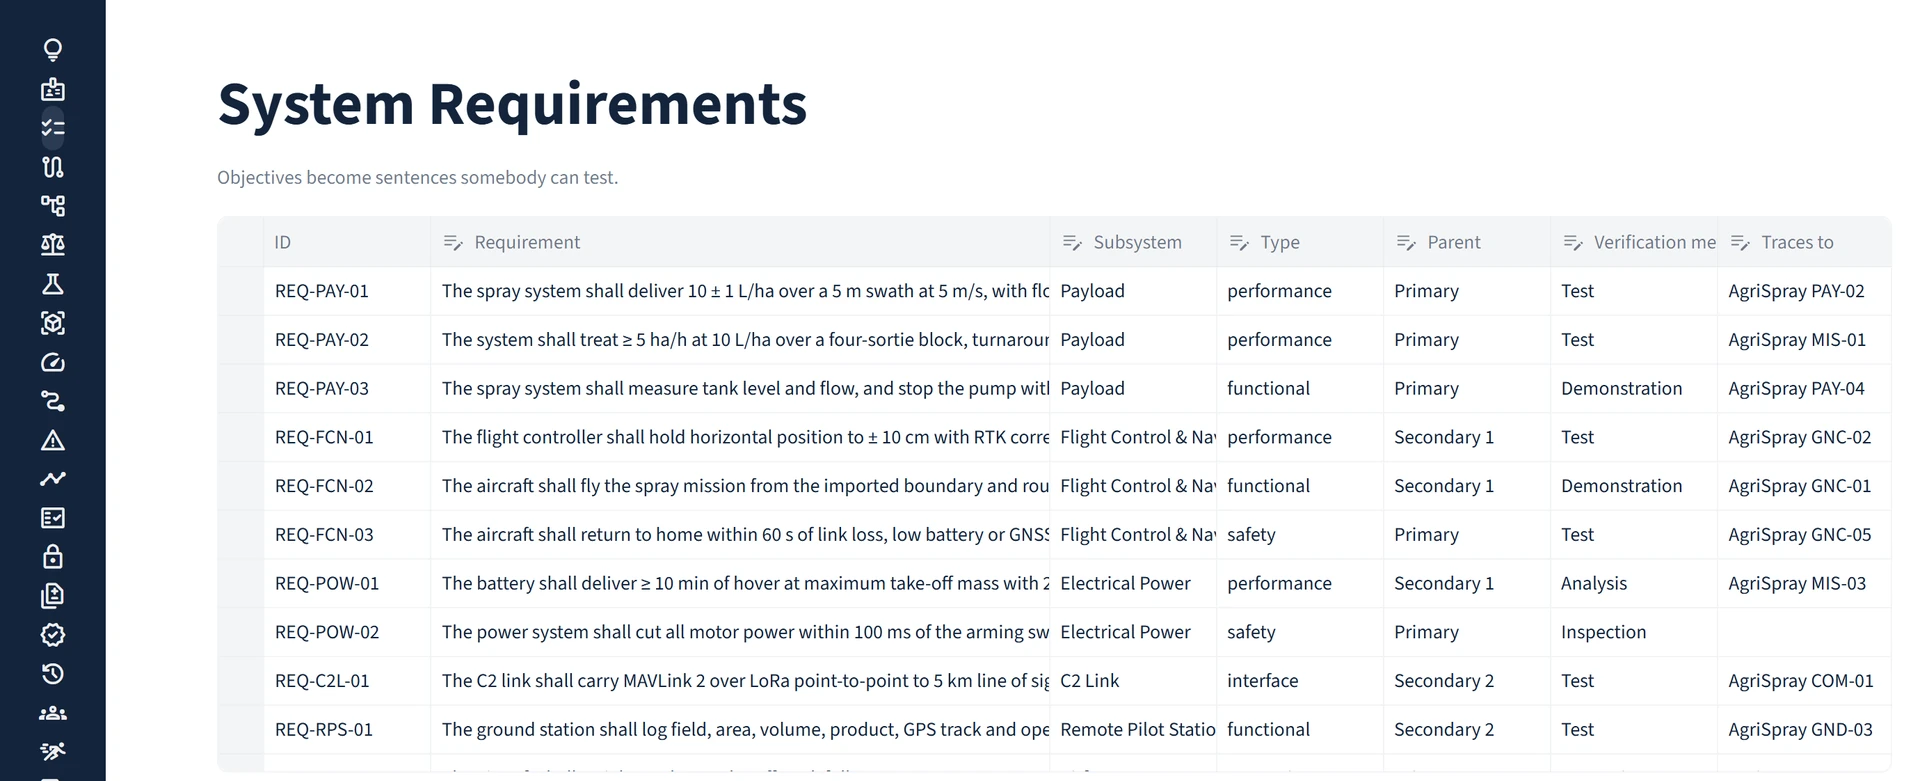 System Requirements
Objectives become sentences somebody can test.
ID Requirement Subsystem Type Parent Verification me Traces to
REQ-PAY-01 The spray system shall deliver 10 ± 1 L/ha over a 5 m swath at 5 m/s, with flo Payload performance Primary Test AgriSpray PAY-02
REQ-PAY-02 The system shall treat ≥ 5 ha/h at 10 L/ha over a four-sortie block, turnaroun Payload performance Primary Test AgriSpray MIS-01
REQ-PAY-03 The spray system shall measure tank level and flow, and stop the pump with Payload functional Primary Demonstration AgriSpray PAY-04
REQ-FCN-01 The flight controller shall hold horizontal position to ± 10 cm with RTK corre Flight Control & Nav performance Secondary 1 Test AgriSpray GNC-02
REQ-FCN-02 The aircraft shall fly the spray mission from the imported boundary and rou Flight Control & Nav functional Secondary 1 Demonstration AgriSpray GNC-01
REQ-FCN-03 The aircraft shall return to home within 60 s of link loss, low battery or GNSS Flight Control & Nav safety Primary Test AgriSpray GNC-05
REQ-POW-01 The battery shall deliver ≥ 10 min of hover at maximum take-off mass with 2 Electrical Power performance Secondary 1 Analysis AgriSpray MIS-03
REQ-POW-02 The power system shall cut all motor power within 100 ms of the arming sw Electrical Power safety Primary Inspection
REQ-C2L-01 The C2 link shall carry MAVLink 2 over LoRa point-to-point to 5 km line of sig C2 Link interface Secondary 2 Test AgriSpray COM-01
REQ-RPS-01 The ground station shall log field, area, volume, product, GPS track and ope Remote Pilot Statio functional Secondary 2 Test AgriSpray GND-03